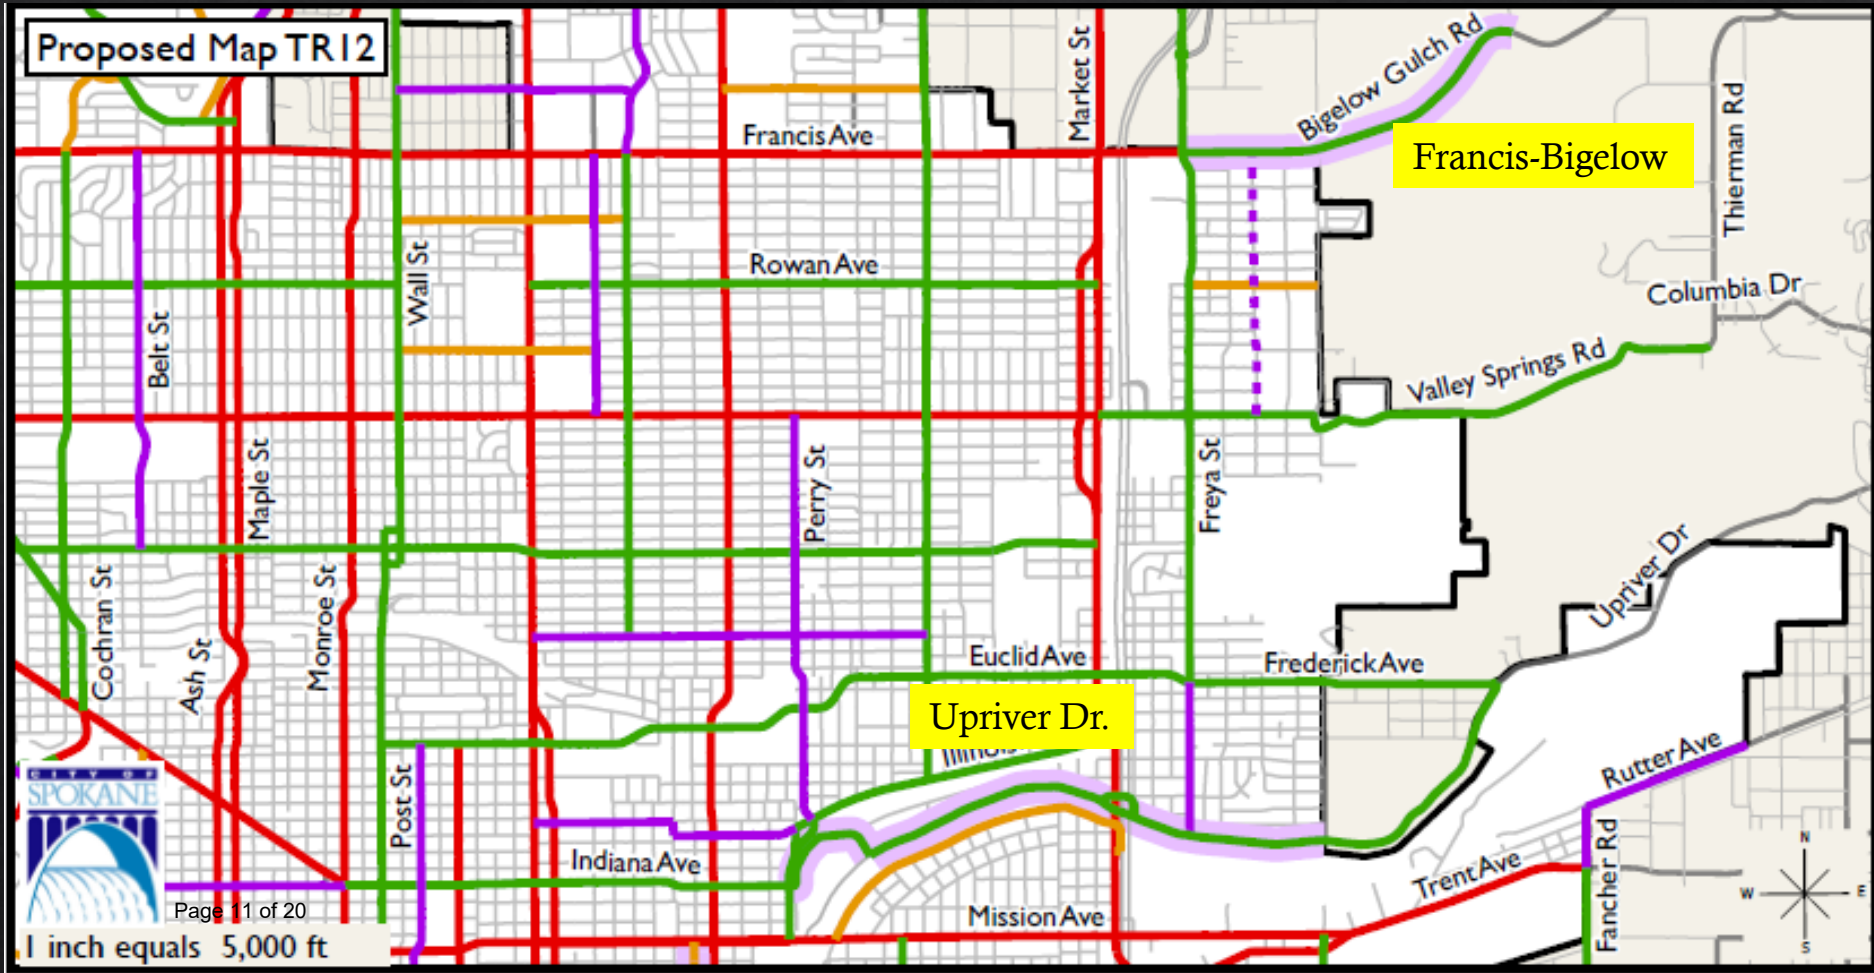 Proposed Map TR12
Market St
Bigelow Gulch Rd
Francis Ave
Francis-Bigelow
Thierman Rd
Wall St
Rowan Ave
Columbia Dr
Belt St
Valley Springs Rd
Maple St
Perry St
Freya St
Upriver Dr
Cochran St
Ash St
Monroe St
Euclid Ave
Frederick Ave
Upriver Dr.
Rutter Ave
CITY OF
SPOKANE
Post St
Indiana Ave
Trent Ave
Fancher Rd
N
W
E
S
Page 11 of 20
Mission Ave
1 inch equals 5,000 ft